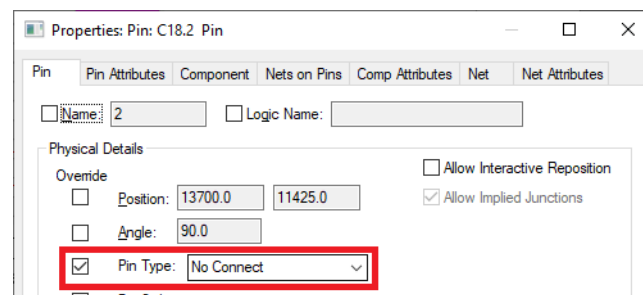 Properties: Pin: C18.2 Pin
Pin Pin Attributes Component Nets on Pins Comp Attributes Net Net Attributes
Name: 2 Logic Name:
Physical Details
Allow Interactive Reposition
Override
Position: 13700.0 11425.0 Allow Implied Junctions
Angle: 90.0
Pin Type: No Connect